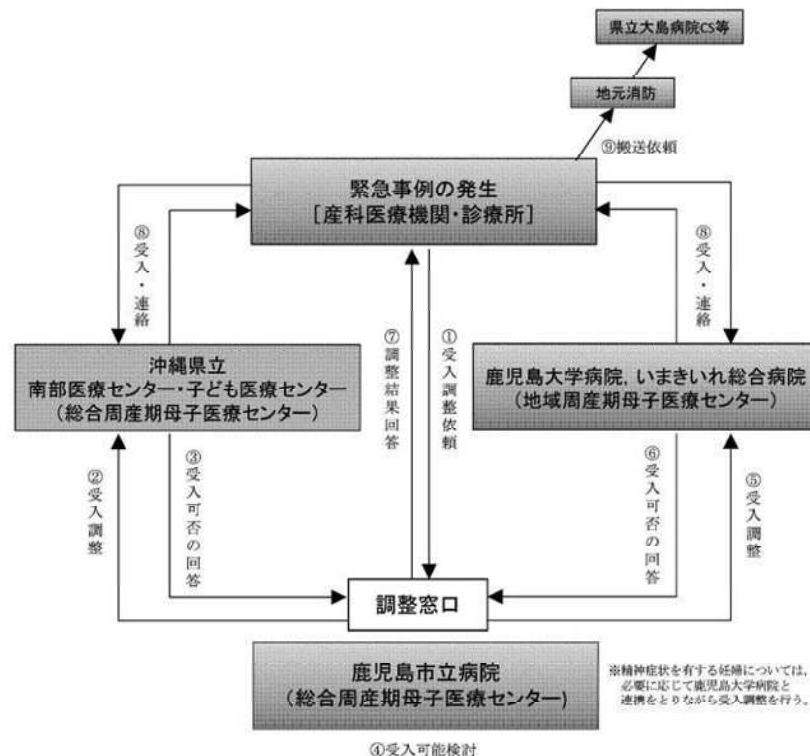 県立大島病院CS等
地元消防
⑨搬送依頼
緊急事例の発生
[産科医療機関・診療所]
⑧受入・連絡
⑦調整結果回答
①受入調整依頼
⑧受入・連絡
沖縄県立
南部医療センター・子ども医療センター
(総合周産期母子医療センター)
鹿児島大学病院，いまきいれ総合病院
(地域周産期母子医療センター)
②受入調整
③受入可否の回答
⑥受入可否の回答
⑤受入調整
調整窓口
鹿児島市立病院
(総合周産期母子医療センター)
※精神症状を有する妊婦については，
必要に応じて鹿児島大学病院と
連携をとりながら受入調整を行う。
④受入可能検討